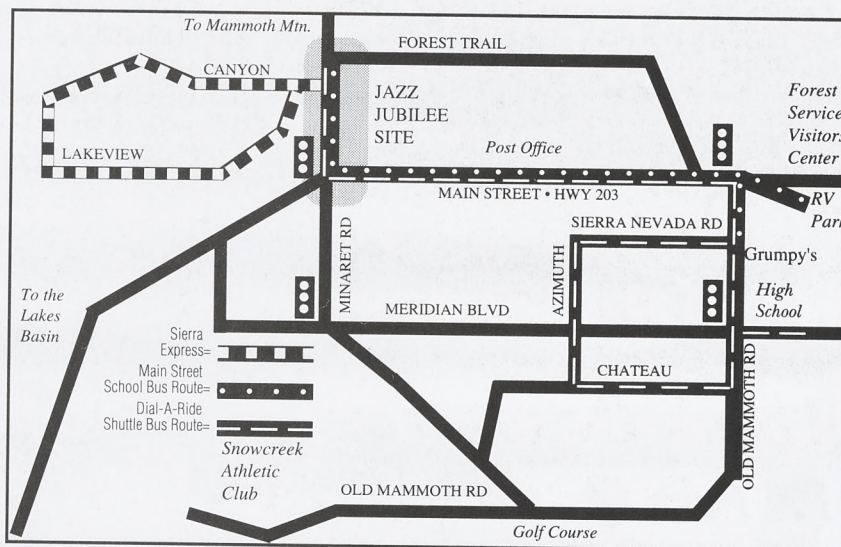 To Mammoth Mtn.
FOREST TRAIL
CANYON
JAZZ
JUBILEE
SITE
Forest
Service
Visitors
Center
LAKEVIEW
Post Office
MAIN STREET • HWY 203
RV
Park
SIERRA NEVADA RD
MINARET RD
AZIMUTH
Grumpy's
High
School
To the
Lakes
Basin
MERIDIAN BLVD
Sierra
Express=
Main Street
School Bus Route=
Dial-A-Ride
Shuttle Bus Route=
CHATEAU
OLD MAMMOTH RD
Snowcreek
Athletic
Club
OLD MAMMOTH RD
Golf Course